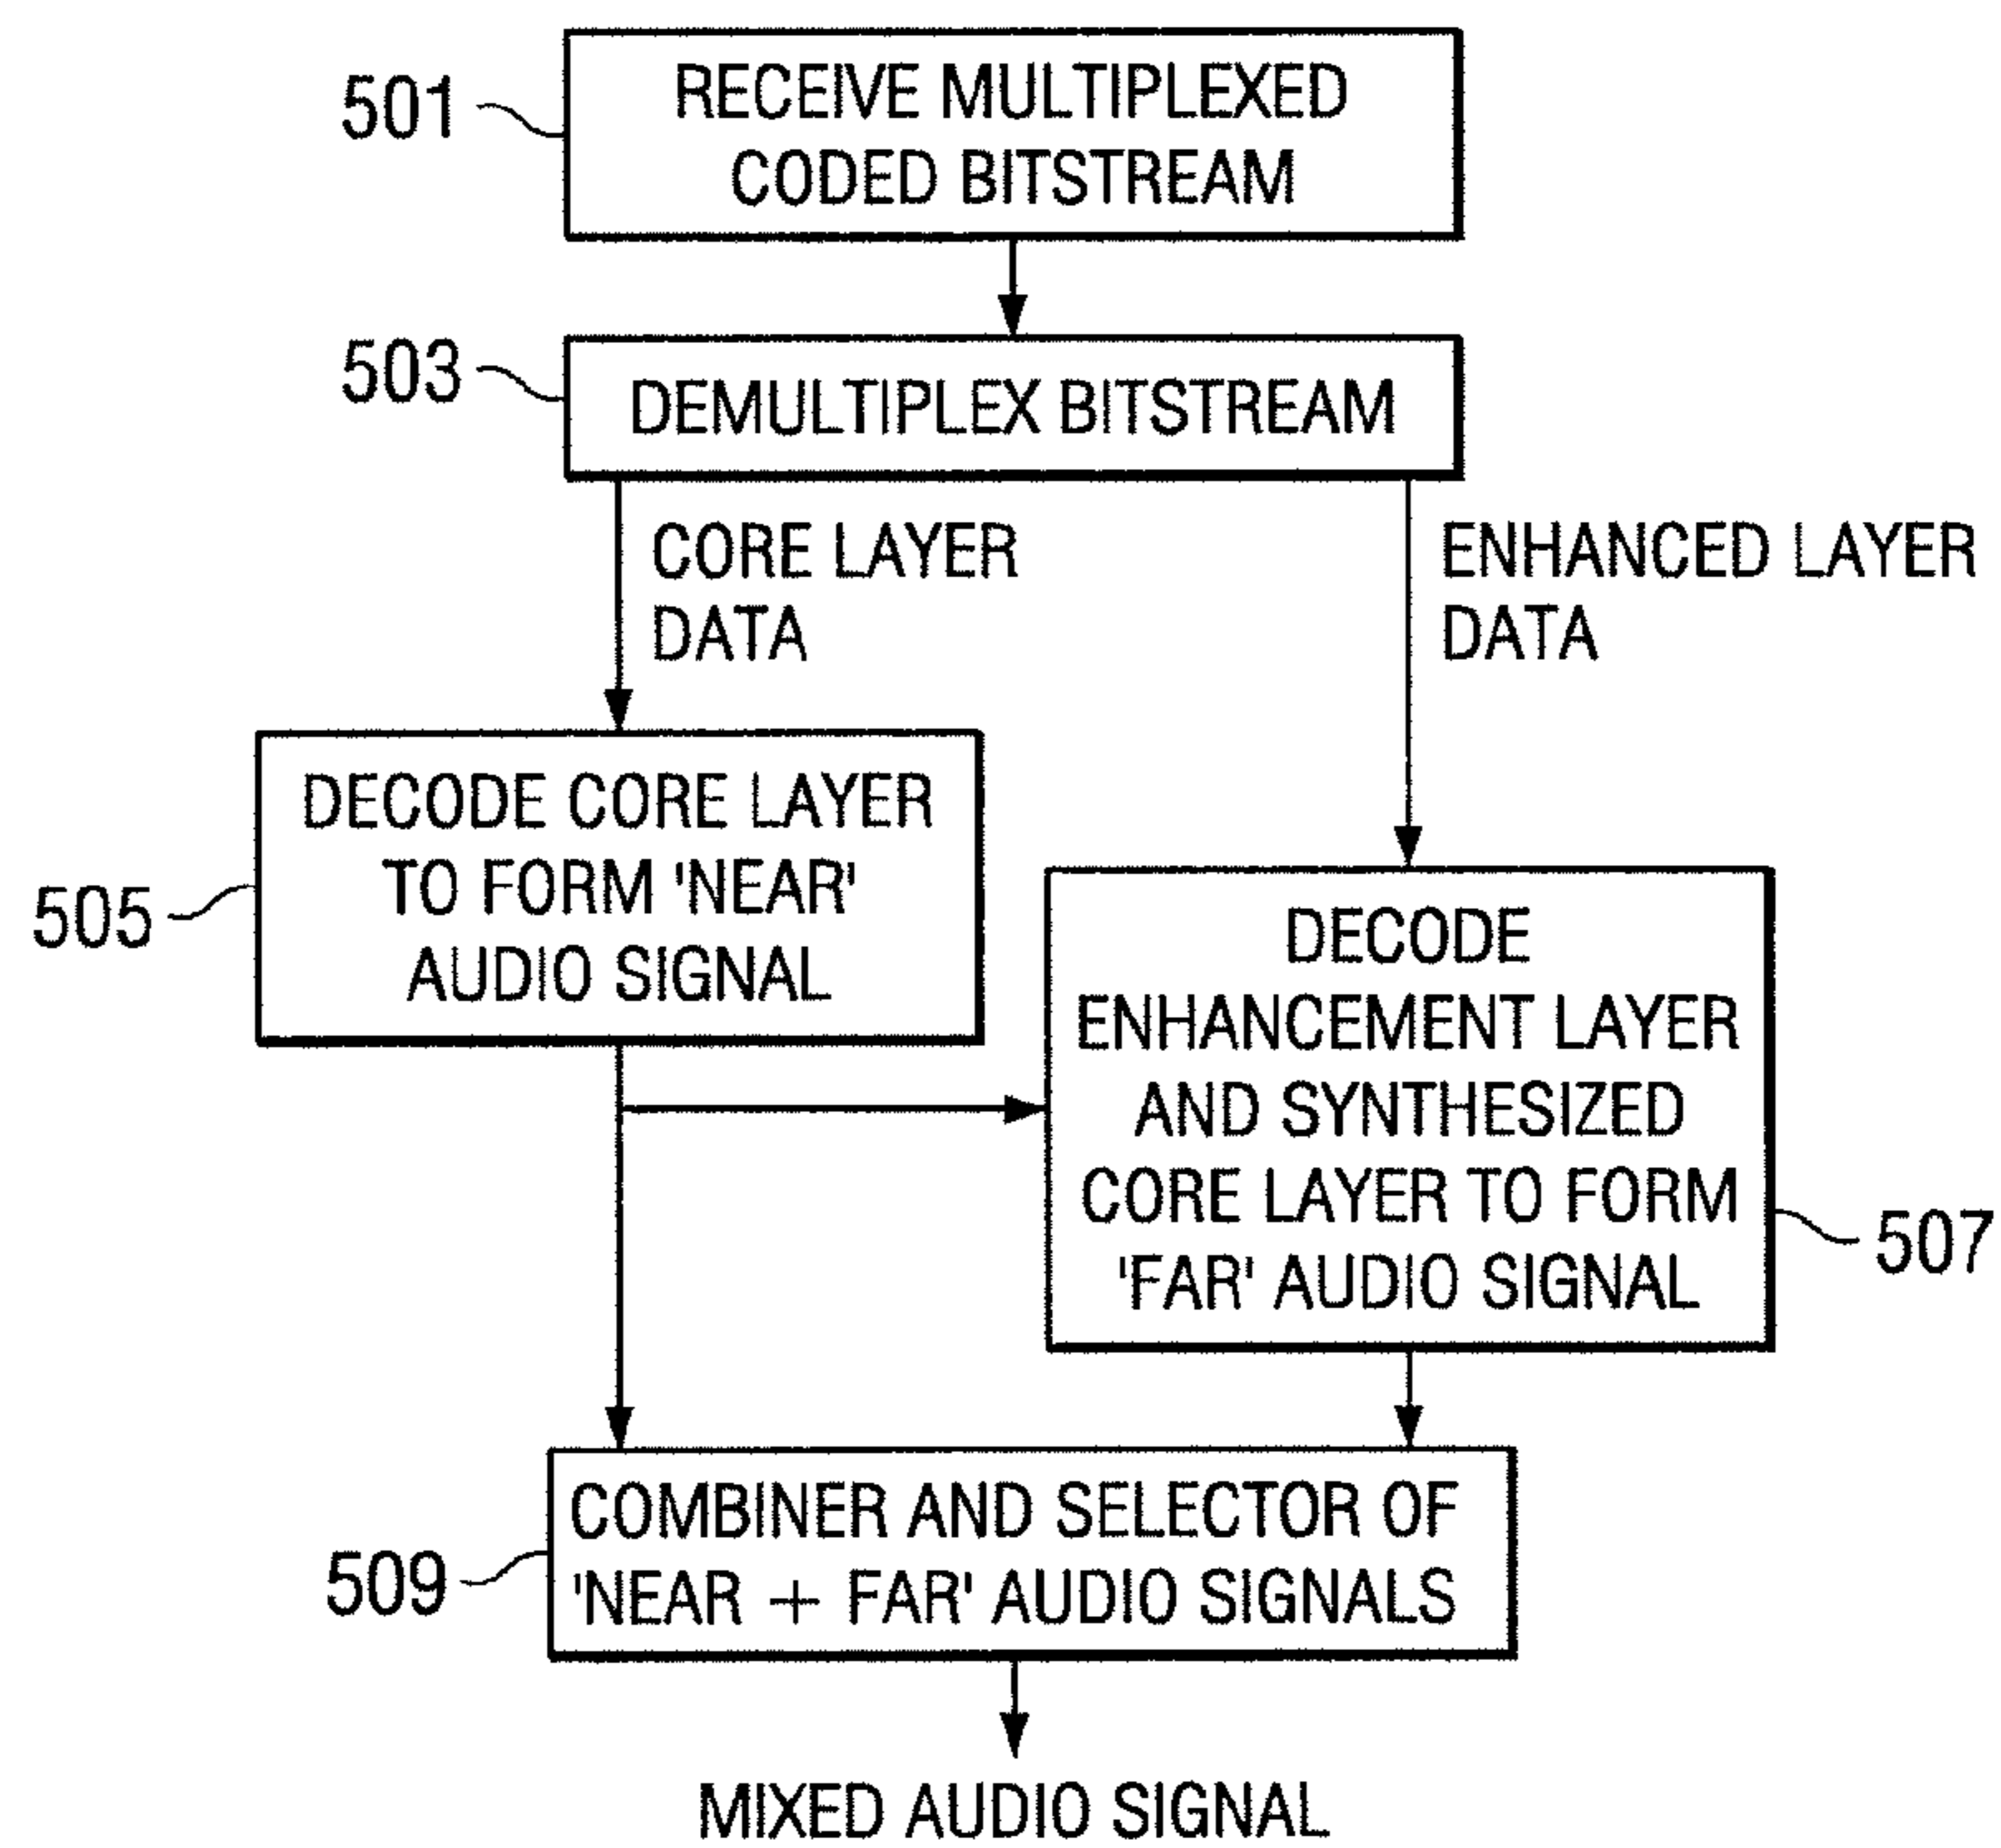 501
RECEIVE MULTIPLEXED
CODED BITSTREAM
503
DEMULTIPLEX BITSTREAM
CORE LAYER
DATA
ENHANCED LAYER
DATA
505
DECODE CORE LAYER
TO FORM 'NEAR'
AUDIO SIGNAL
DECODE
ENHANCEMENT LAYER
AND SYNTHESIZED
CORE LAYER TO FORM
'FAR' AUDIO SIGNAL
507
509
COMBINER AND SELECTOR OF
'NEAR + FAR' AUDIO SIGNALS
MIXED AUDIO SIGNAL